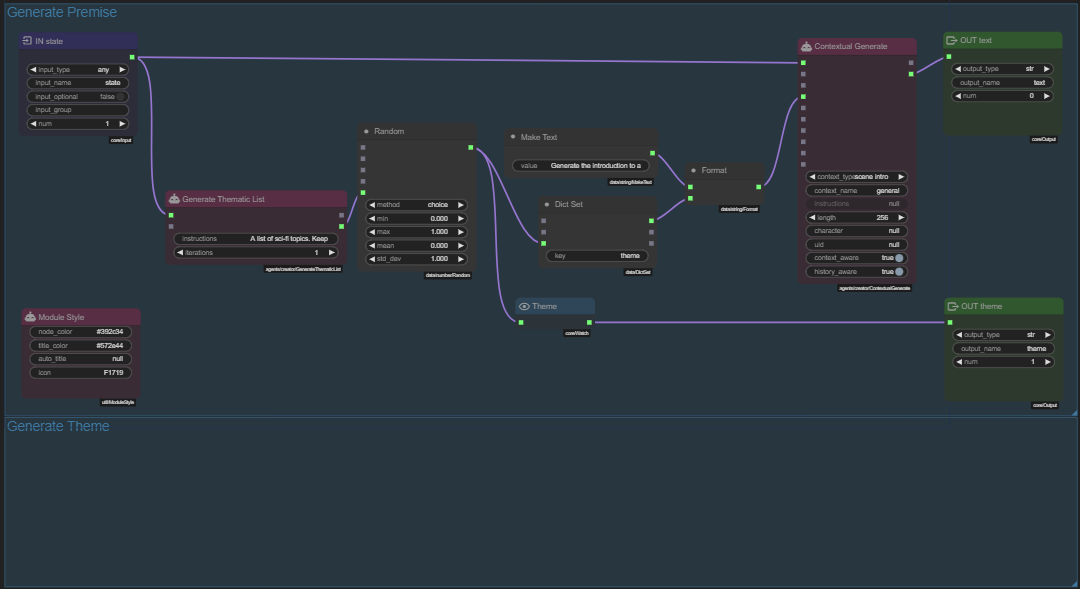 Generate Premise
IN state
input_type any
input_name state
input_optional false
input_group
num 1
core/Input
Generate Thematic List
instructions A list of sci-fi topics. Keep
iterations 1
agents/creator/GenerateThematicList
Random
method choice
min 0.000
max 1.000
mean 0.000
std_dev 1.000
data/number/Random
Make Text
value Generate the introduction to a
data/string/MakeText
Dict Set
key theme
data/DictSet
Format
data/string/Format
Theme
core/Watch
Contextual Generate
context_type scene intro
context_name general
instructions null
length 256
character null
uid null
context_aware true
history_aware true
agents/creator/ContextualGenerate
OUT text
output_type str
output_name text
num 0
core/Output
OUT theme
output_type str
output_name theme
num 1
core/Output
Module Style
node_color #392c34
title_color #572e44
auto_title null
icon F1719
util/ModuleStyle
Generate Theme